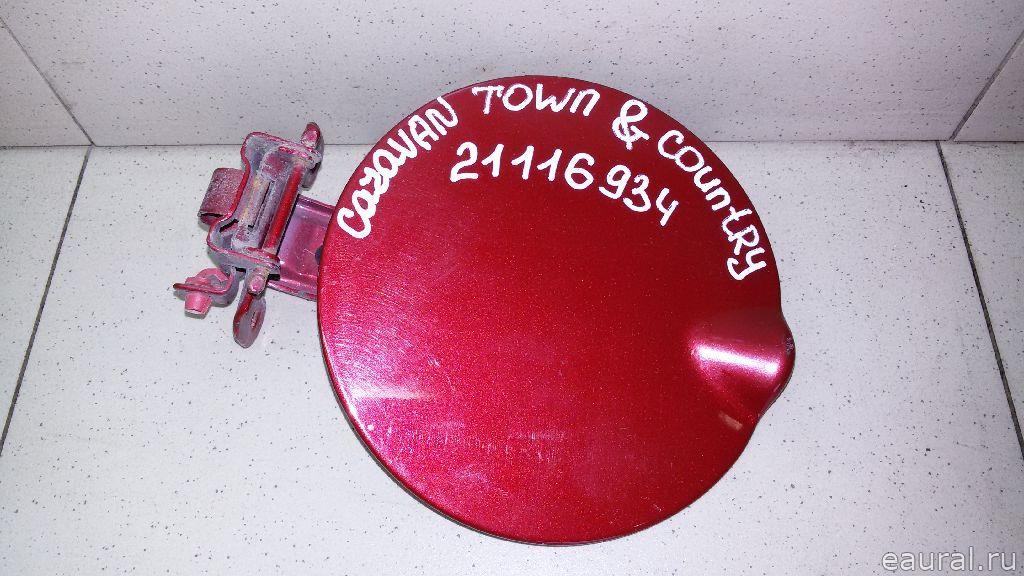 Caravan Town & Country
21116934
eaural.ru